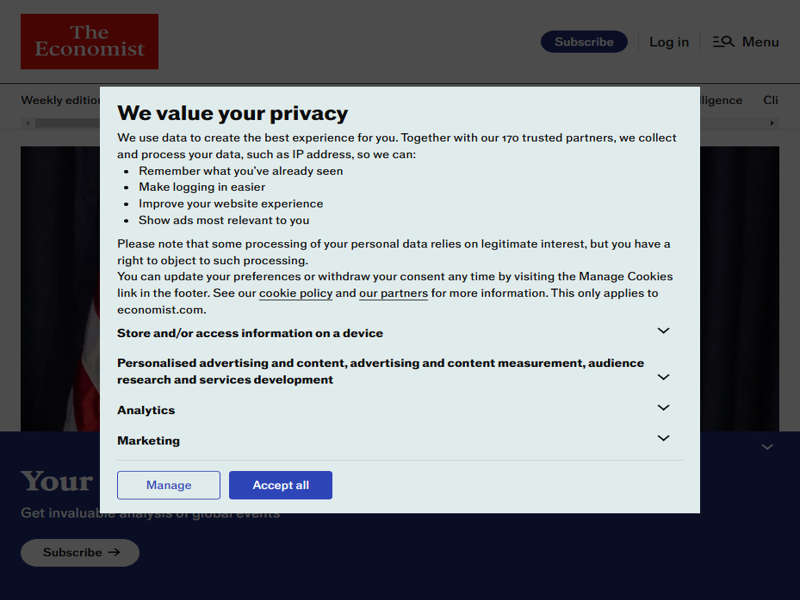 The
Economist
Subscribe
Log in
Menu
Weekly edition
lligence
Cli
We value your privacy
We use data to create the best experience for you. Together with our 170 trusted partners, we collect
and process your data, such as IP address, so we can:
• Remember what you've already seen
• Make logging in easier
• Improve your website experience
• Show ads most relevant to you
Please note that some processing of your personal data relies on legitimate interest, but you have a
right to object to such processing.
You can update your preferences or withdraw your consent any time by visiting the Manage Cookies
link in the footer. See our cookie policy and our partners for more information. This only applies to
economist.com.
Store and/or access information on a device
Personalised advertising and content, advertising and content measurement, audience
research and services development
Analytics
Marketing
Manage
Accept all
Your
Get invaluable analysis of global events
Subscribe →